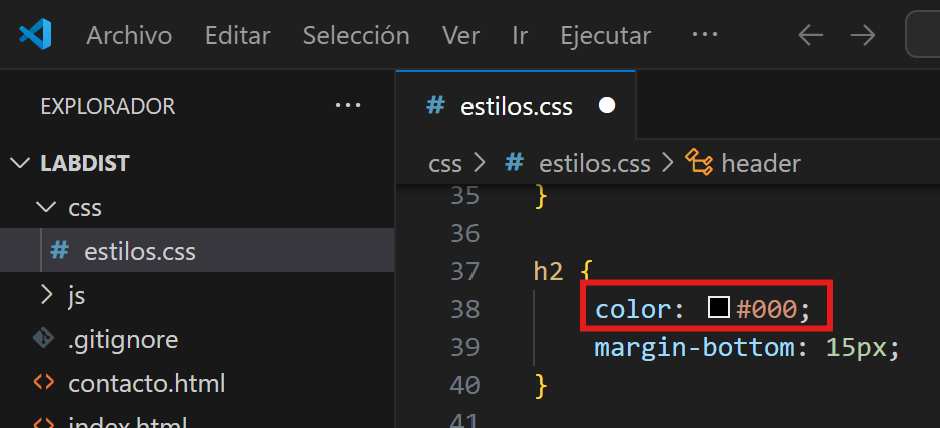 Archivo Editar Selección Ver Ir Ejecutar ···
EXPLORADOR ···
LABDIST
css
# estilos.css
js
.gitignore
contacto.html
index.html
# estilos.css
css > # estilos.css > header
35 }
36
37 h2 {
38 color: #000;
39 margin-bottom: 15px;
40 }
41